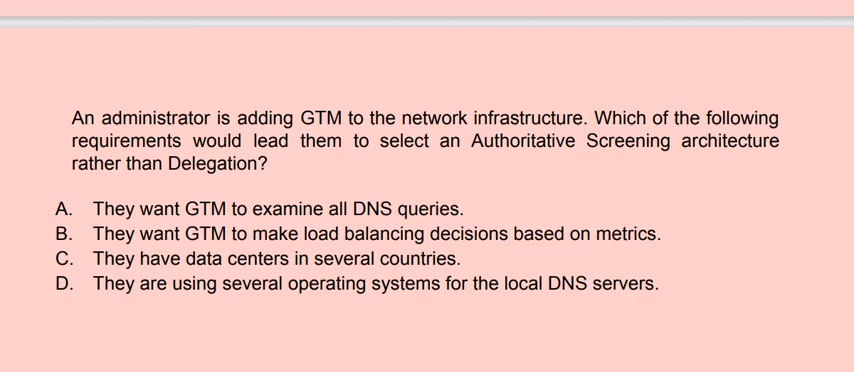 An administrator is adding GTM to the network infrastructure. Which of the following
requirements would lead them to select an Authoritative Screening architecture
rather than Delegation?
A. They want GTM to examine all DNS queries.
B. They want GTM to make load balancing decisions based on metrics.
C. They have data centers in several countries.
D. They are using several operating systems for the local DNS servers.